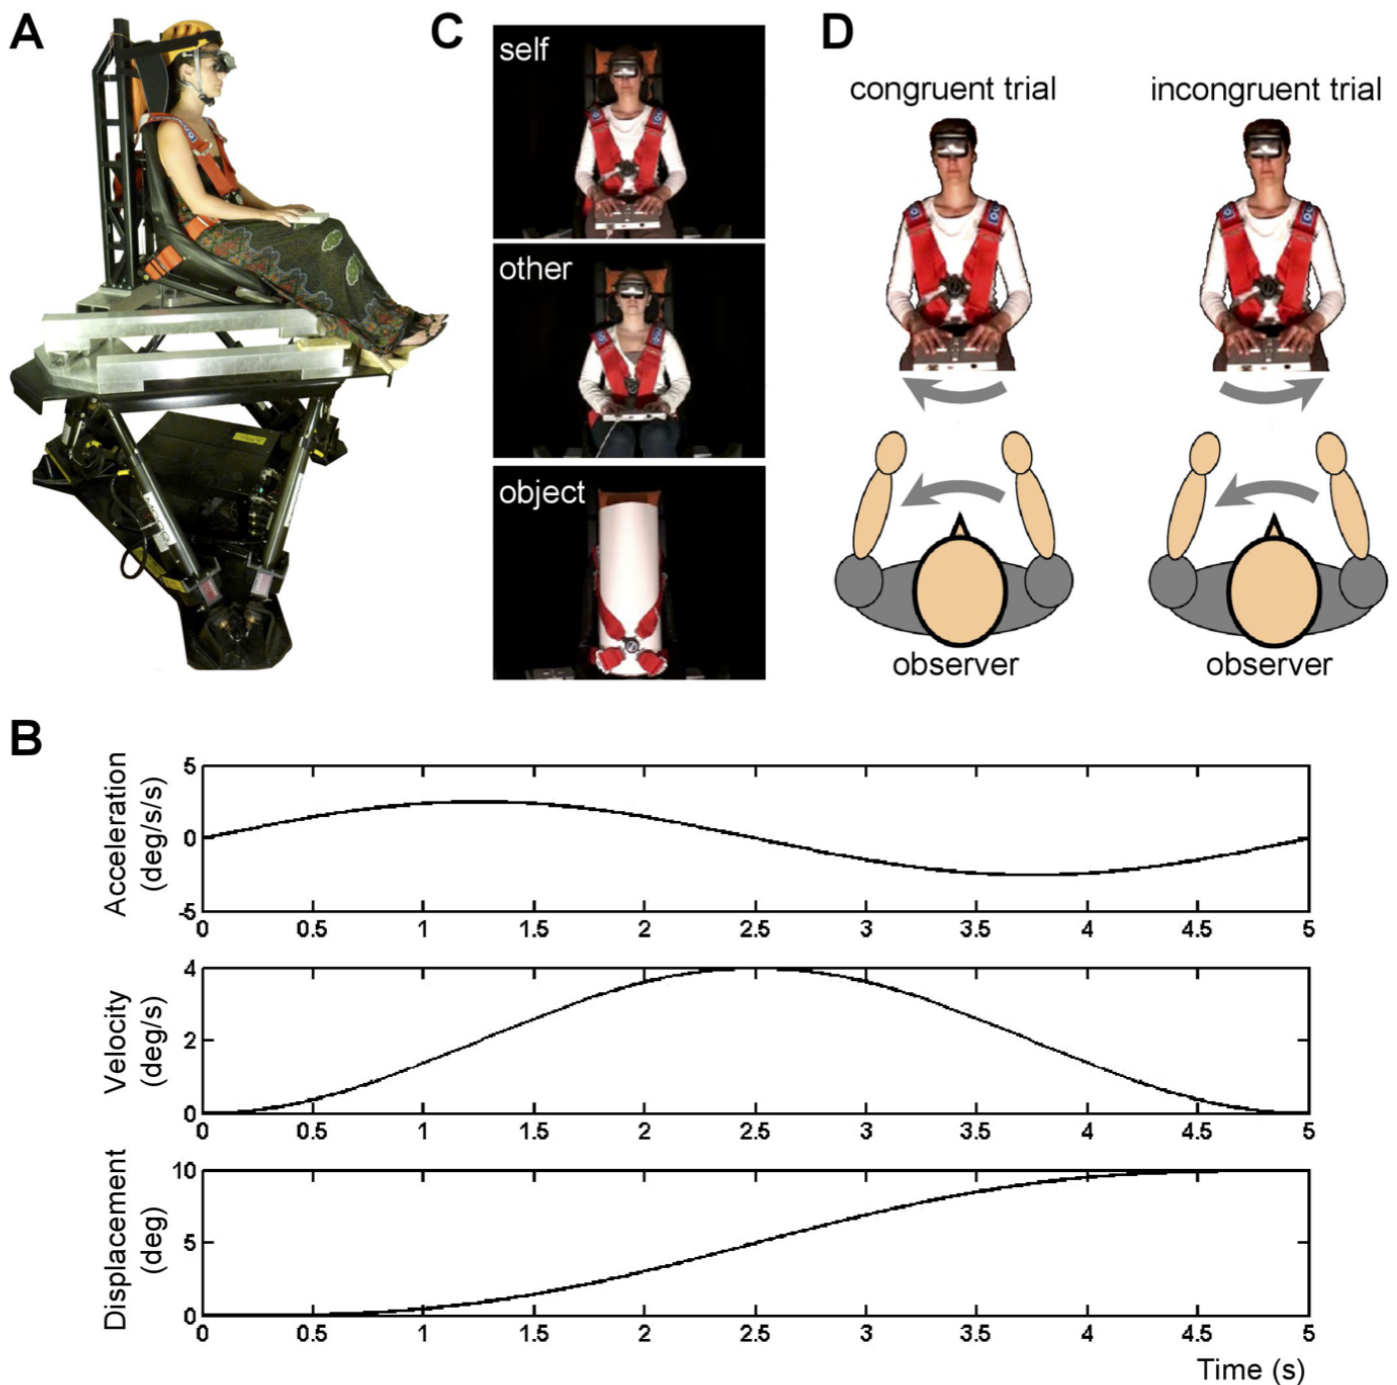 A
C
D
self
other
object
congruent trial
incongruent trial
observer
observer
B
Acceleration
(deg/s/s)
5
0
-5
0 0.5 1 1.5 2 2.5 3 3.5 4 4.5 5
Velocity
(deg/s)
4
2
0
0 0.5 1 1.5 2 2.5 3 3.5 4 4.5 5
Displacement
(deg)
10
5
0
0 0.5 1 1.5 2 2.5 3 3.5 4 4.5 5
Time (s)